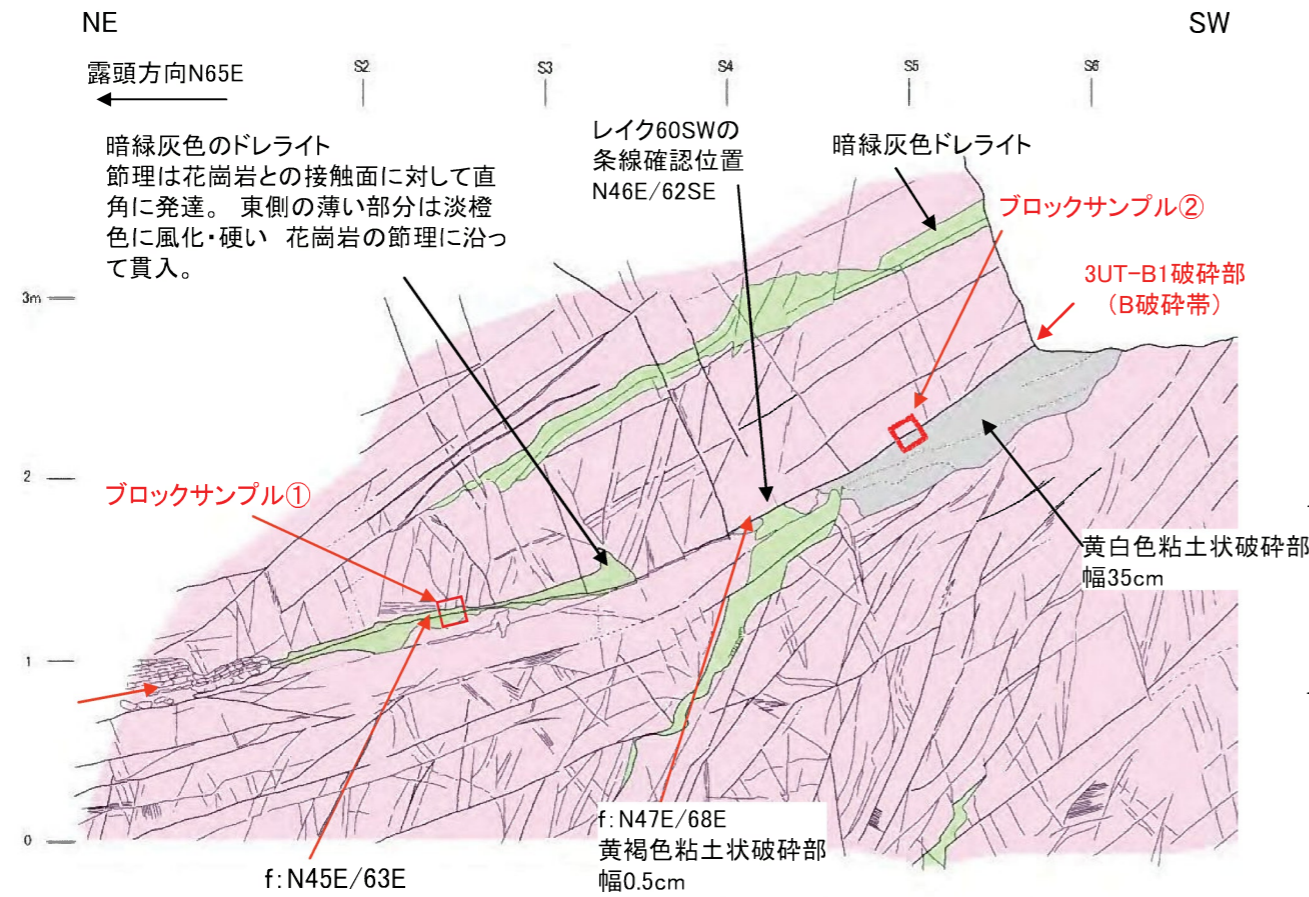 NE
SW
露頭方向N65E
S2
S3
S4
S5
S6
暗緑灰色のドレライト
節理は花崗岩との接触面に対して直
角に発達。 東側の薄い部分は淡橙
色に風化・硬い 花崗岩の節理に沿っ
て貫入。
レイク60SWの
条線確認位置
N46E/62SE
暗緑灰色ドレライト
ブロックサンプル②
3UT-B1破砕部
（B破砕帯）
3m
2
ブロックサンプル①
黄白色粘土状破砕部
幅35cm
1
0
f:N47E/68E
黄褐色粘土状破砕部
幅0.5cm
f:N45E/63E